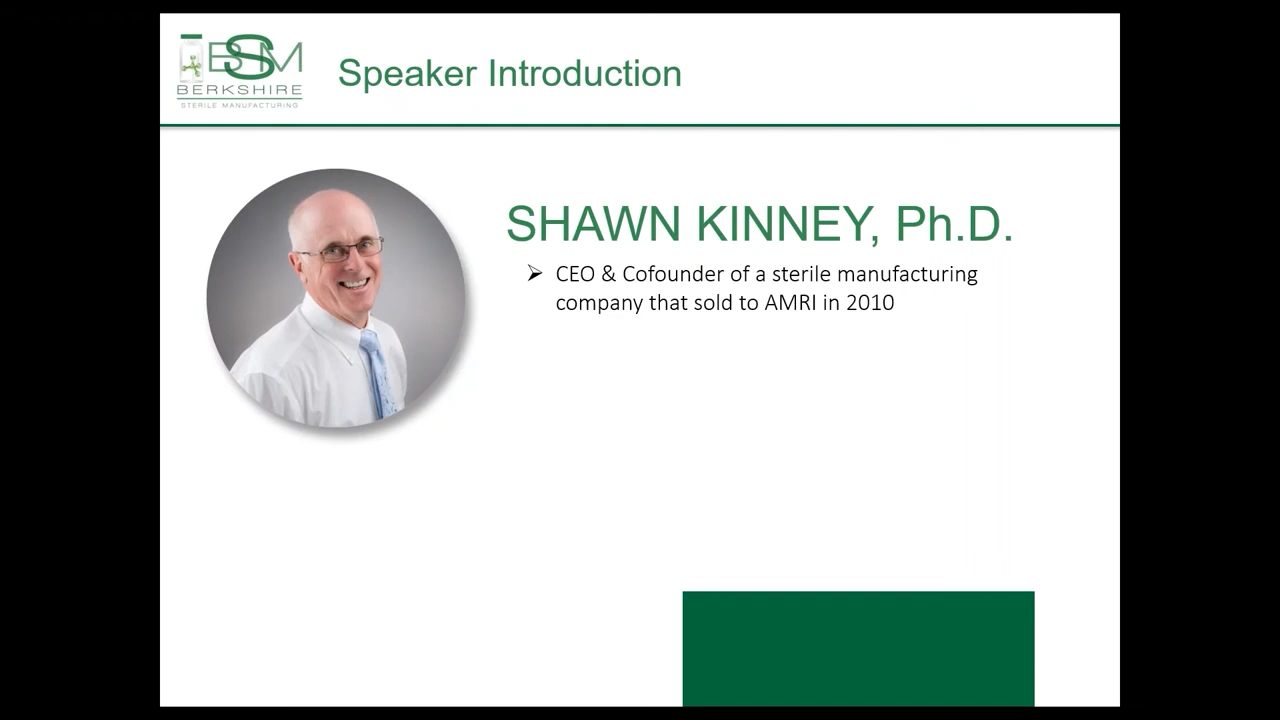 BSM
BERKSHIRE
STERILE MANUFACTURING
Speaker Introduction
SHAWN KINNEY, Ph.D.
CEO & Cofounder of a sterile manufacturing
company that sold to AMRI in 2010